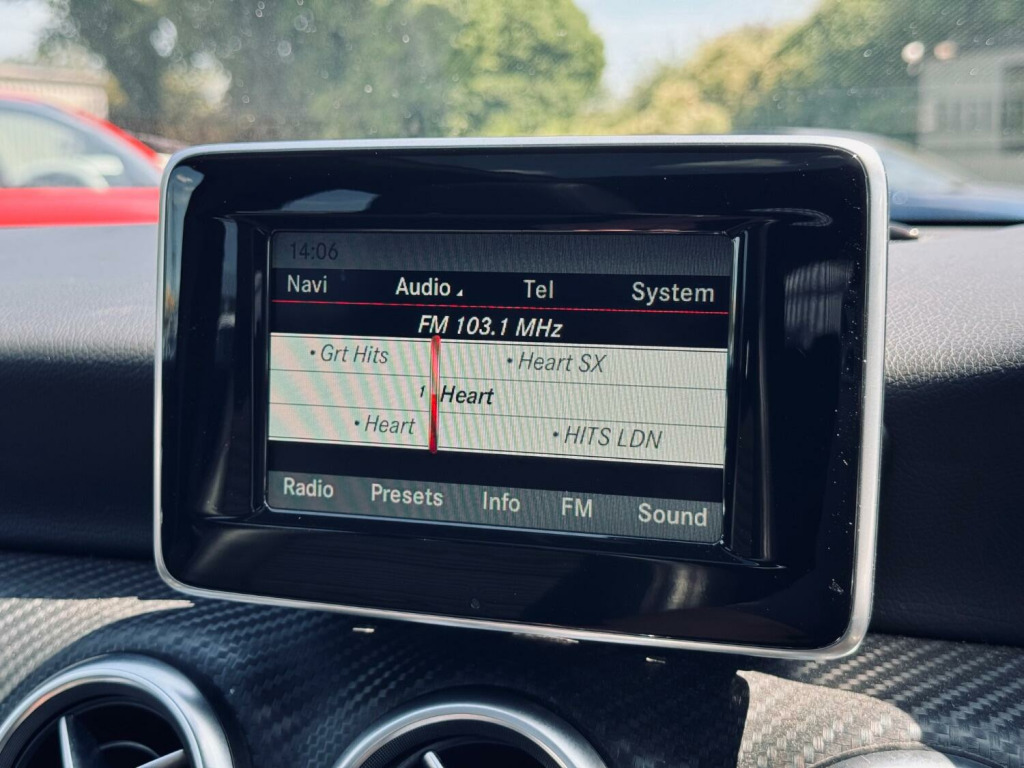 14:06
Navi Audio Tel System
FM 103.1 MHz
• Grt Hits • Heart SX
1 Heart
• Heart • HITS LDN
Radio Presets Info FM Sound